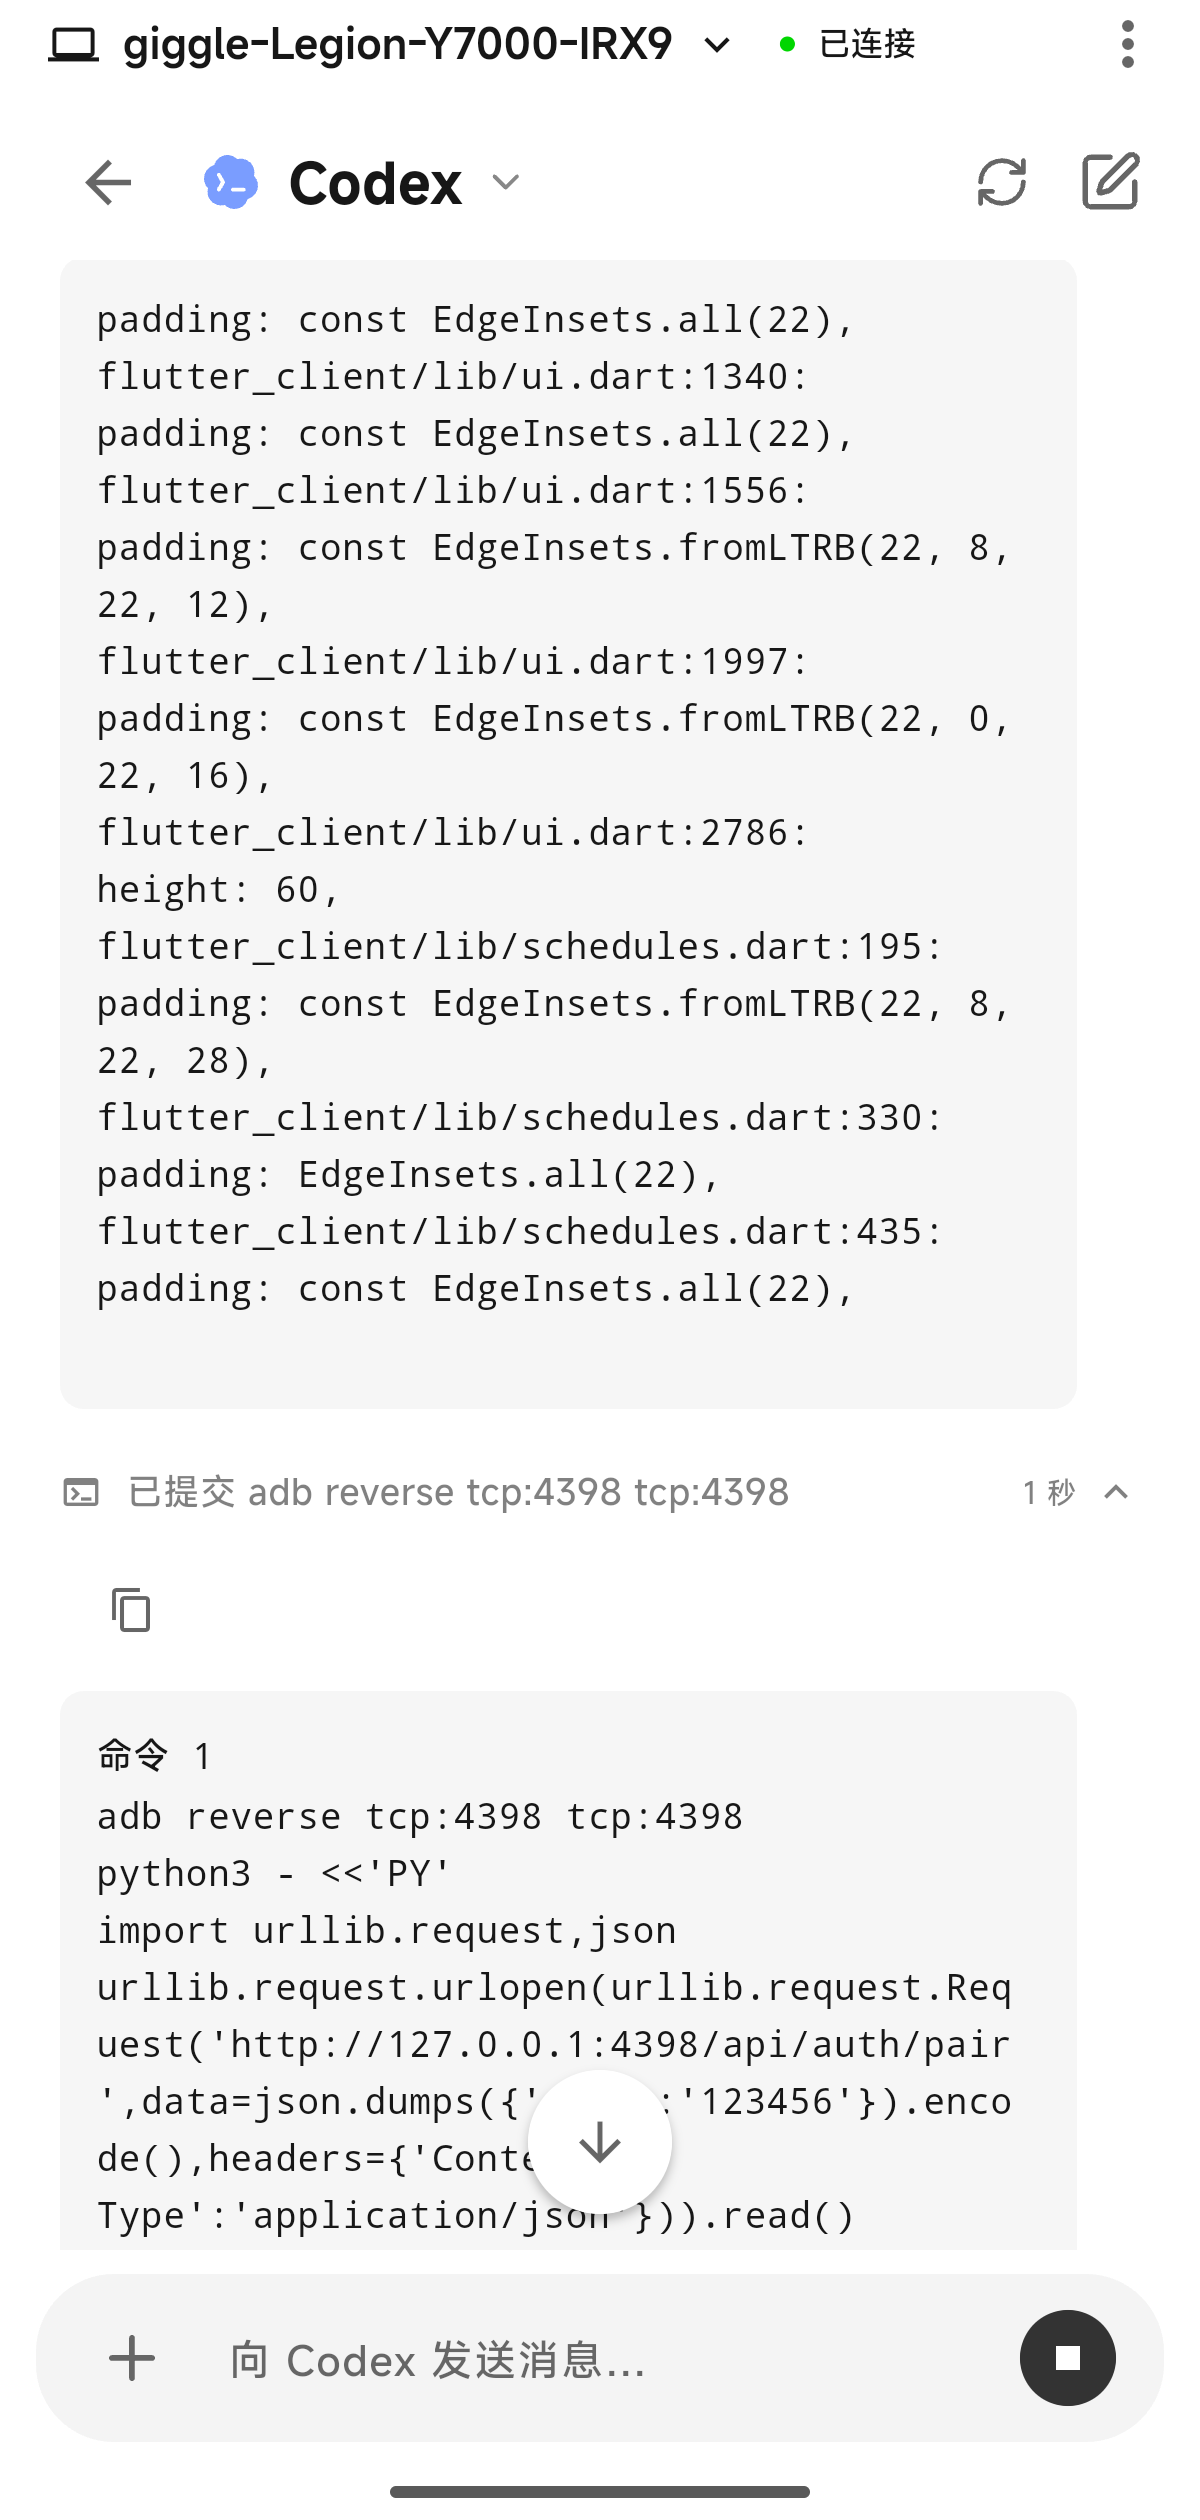 giggle-Legion-Y7000-IRX9 已连接
Codex
padding: const EdgeInsets.all(22),
flutter_client/lib/ui.dart:1340:
padding: const EdgeInsets.all(22),
flutter_client/lib/ui.dart:1556:
padding: const EdgeInsets.fromLTRB(22, 8,
22, 12),
flutter_client/lib/ui.dart:1997:
padding: const EdgeInsets.fromLTRB(22, 0,
22, 16),
flutter_client/lib/ui.dart:2786:
height: 60,
flutter_client/lib/schedules.dart:195:
padding: const EdgeInsets.fromLTRB(22, 8,
22, 28),
flutter_client/lib/schedules.dart:330:
padding: EdgeInsets.all(22),
flutter_client/lib/schedules.dart:435:
padding: const EdgeInsets.all(22),
已提交 adb reverse tcp:4398 tcp:4398 1 秒
命令 1
adb reverse tcp:4398 tcp:4398
python3 - <<'PY'
import urllib.request,json
urllib.request.urlopen(urllib.request.Req
uest('http://127.0.0.1:4398/api/auth/pair
',data=json.dumps({' :'123456'}).enco
de(),headers={'Conte
Type':'application/json'})).read()
向 Codex 发送消息...